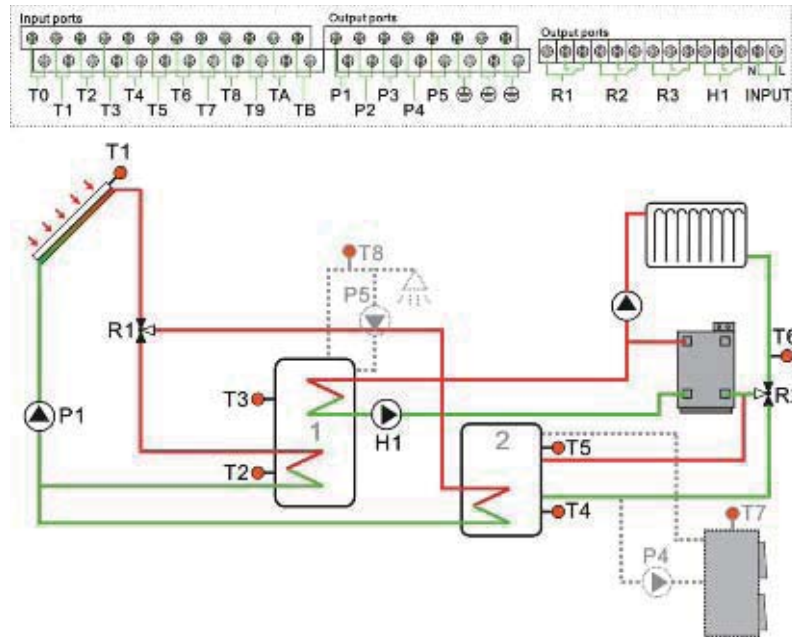 Input ports
Output ports
Output ports
T0 T2 T4 T6 T8 TA P1 P3 P5
T1 T3 T5 T7 T9 TB P2 P4
R1 R2 R3 H1 INPUT
N L
T1
T8
P5
R1
T6
T3
1
H1
2
T5
P1
T2
T4
T7
P4